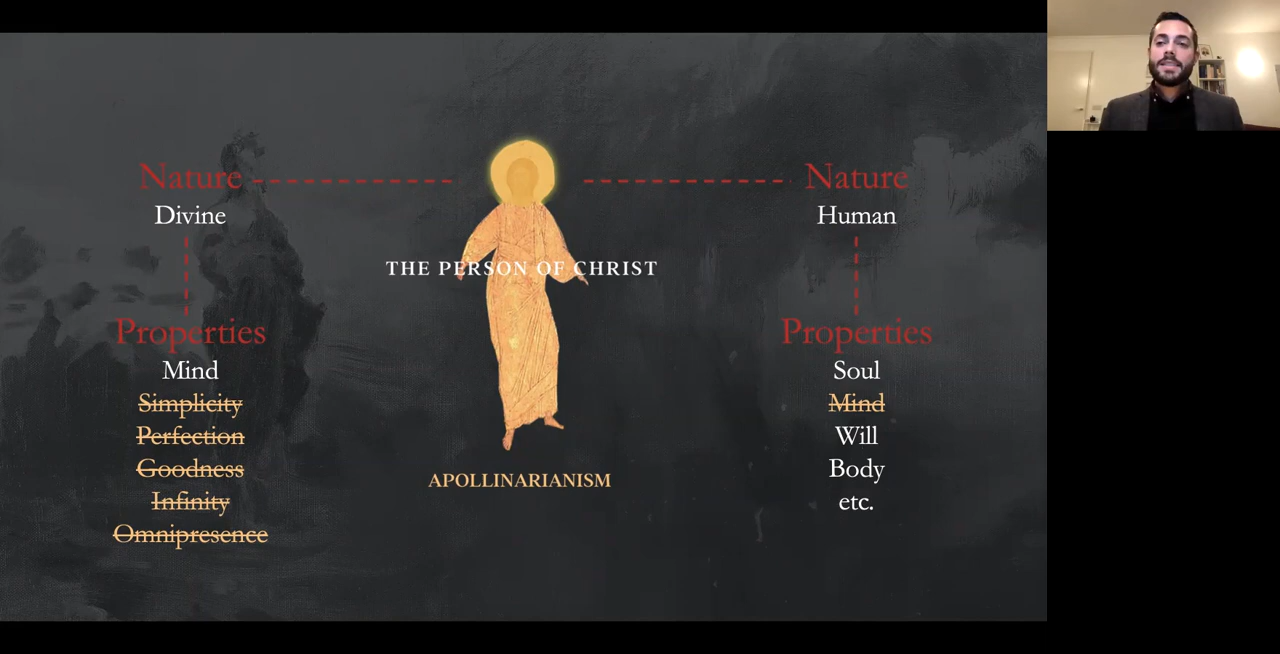 Nature
Divine
Properties
Mind
Simplicity
Perfection
Goodness
Infinity
Omnipresence
THE PERSON OF CHRIST
APOLLINARIANISM
Nature
Human
Properties
Soul
Mind
Will
Body
etc.